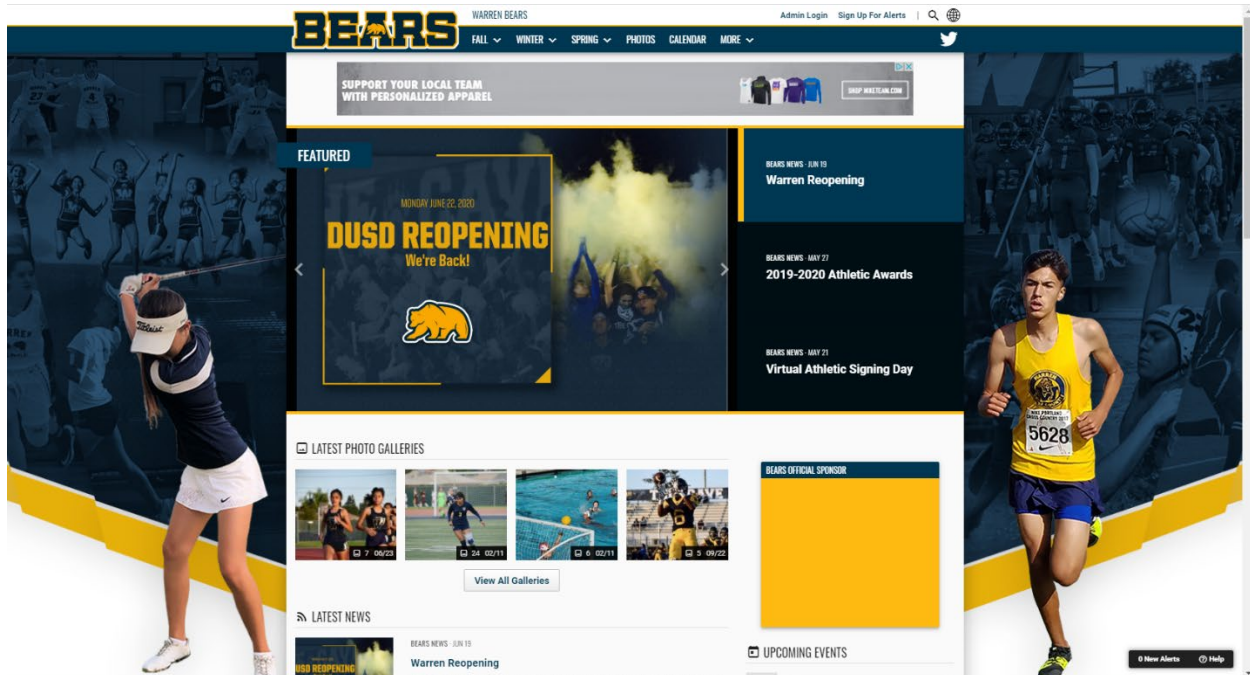 BEARS
WARREN BEARS
Admin Login Sign Up For Alerts |
FALL WINTER SPRING PHOTOS CALENDAR MORE
SUPPORT YOUR LOCAL TEAM
WITH PERSONALIZED APPAREL
SHOP NIKETEAM.COM
FEATURED
MONDAY JUNE 22, 2020
DUSD REOPENING
We're Back!
BEARS NEWS · JUN 19
Warren Reopening
BEARS NEWS · MAY 27
2019-2020 Athletic Awards
BEARS NEWS · MAY 21
Virtual Athletic Signing Day
Titleist
WARREN
5628
LATEST PHOTO GALLERIES
7 06/23
24 02/11
6 02/11
5 09/22
View All Galleries
BEARS OFFICIAL SPONSOR
LATEST NEWS
BEARS NEWS · JUN 19
Warren Reopening
DUSD REOPENING
UPCOMING EVENTS
0 New Alerts Help